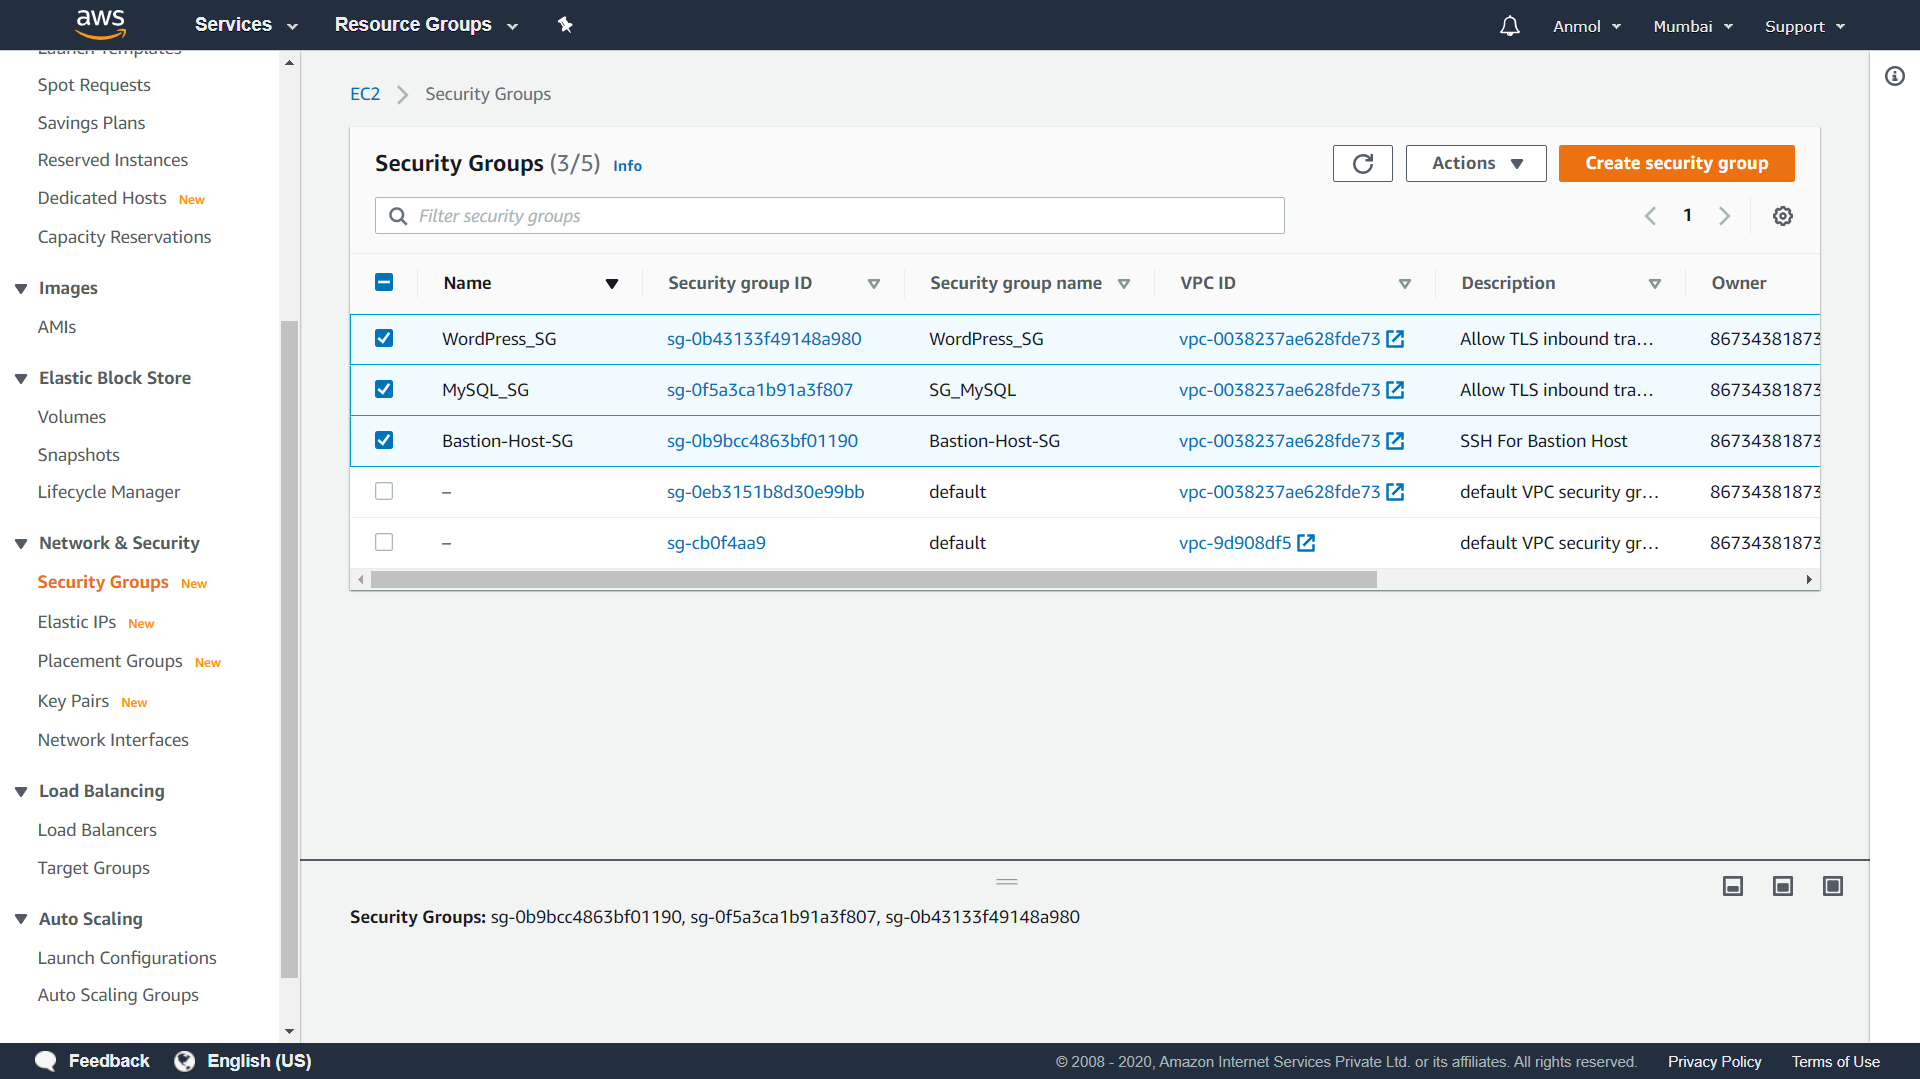 aws
Services
Resource Groups
Anmol
Mumbai
Support
Launch Templates
Spot Requests
Savings Plans
Reserved Instances
Dedicated Hosts New
Capacity Reservations
Images
AMIs
Elastic Block Store
Volumes
Snapshots
Lifecycle Manager
Network & Security
Security Groups New
Elastic IPs New
Placement Groups New
Key Pairs New
Network Interfaces
Load Balancing
Load Balancers
Target Groups
Auto Scaling
Launch Configurations
Auto Scaling Groups
EC2 Security Groups
Security Groups (3/5) Info
Actions
Create security group
Filter security groups
1
Name Security group ID Security group name VPC ID Description Owner
WordPress_SG sg-0b43133f49148a980 WordPress_SG vpc-0038237ae628fde73 Allow TLS inbound tra... 86734381873
MySQL_SG sg-0f5a3ca1b91a3f807 SG_MySQL vpc-0038237ae628fde73 Allow TLS inbound tra... 86734381873
Bastion-Host-SG sg-0b9bcc4863bf01190 Bastion-Host-SG vpc-0038237ae628fde73 SSH For Bastion Host 86734381873
– sg-0eb3151b8d30e99bb default vpc-0038237ae628fde73 default VPC security gr... 86734381873
– sg-cb0f4aa9 default vpc-9d908df5 default VPC security gr... 86734381873
Security Groups: sg-0b9bcc4863bf01190, sg-0f5a3ca1b91a3f807, sg-0b43133f49148a980
Feedback
English (US)
© 2008 - 2020, Amazon Internet Services Private Ltd. or its affiliates. All rights reserved.
Privacy Policy
Terms of Use